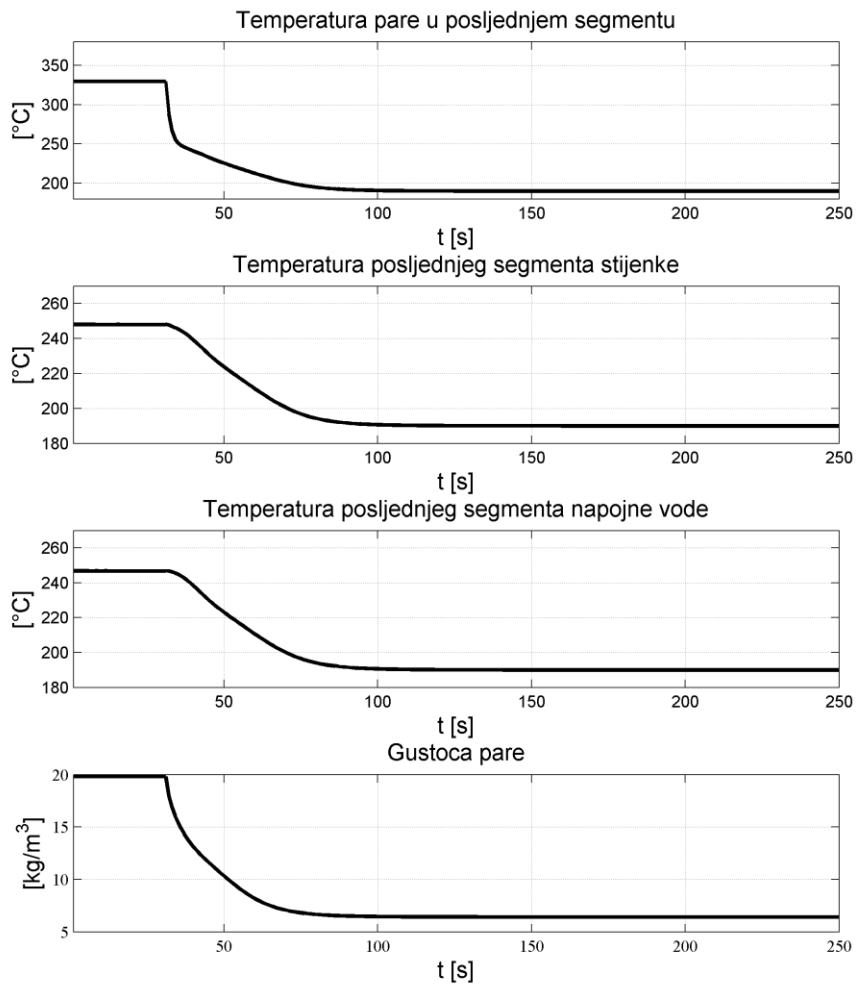 Temperatura pare u posljednjem segmentu
350
300
250
200
[°C]
50 100 150 200 250
t [s]
Temperatura posljednjeg segmenta stijenke
260
240
220
200
180
[°C]
50 100 150 200 250
t [s]
Temperatura posljednjeg segmenta napojne vode
260
240
220
200
180
[°C]
50 100 150 200 250
t [s]
Gustoca pare
20
15
10
5
[kg/m³]
50 100 150 200 250
t [s]